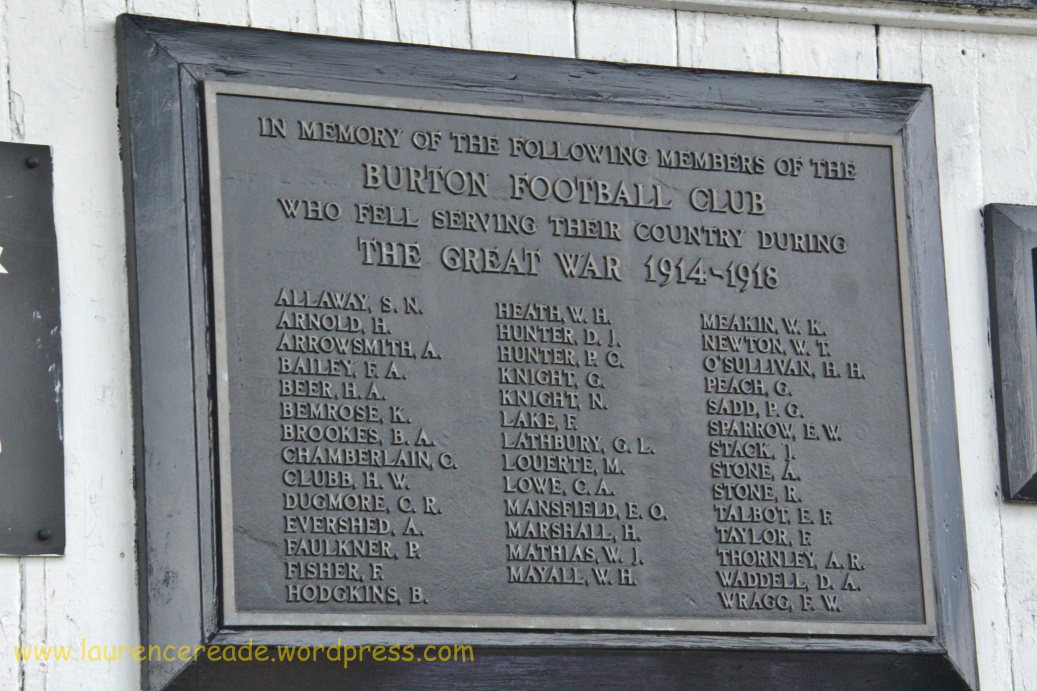 IN MEMORY OF THE FOLLOWING MEMBERS OF THE
BURTON FOOTBALL CLUB
WHO FELL SERVING THEIR COUNTRY DURING
THE GREAT WAR 1914-1918
ALLAWAY, S. N.
ARNOLD, H.
ARROWSMITH, A.
BAILEY, F. A.
BEER, H. A.
BEMROSE, K.
BROOKES, B. A.
CHAMBERLAIN, G.
CLUBB, H. W.
DUGMORE, C. R.
EVERSHED, A.
FAULKNER, P.
FISHER, F.
HODGKINS, B.
HEATH, W. H.
HUNTER, D. J.
HUNTER, P. C.
KNIGHT, G.
KNIGHT, N.
LAKE, F.
LATHBURY, G. L.
LOUERTE, M.
LOWE, C. A.
MANSFIELD, E. O.
MARSHALL, H.
MATHIAS, W. J.
MAYALL, W. H.
MEAKIN, W. K.
NEWTON, W. T.
O'SULLIVAN, H. H.
PEACH, G.
SADD, P. G.
SPARROW, E. W.
STACK, J.
STONE, A.
STONE, R.
TALBOT, E. F.
TAYLOR, F.
THORNLEY, A. R.
WADDELL, D. A.
WRAGG, F. W.
www.laurencereade.wordpress.com